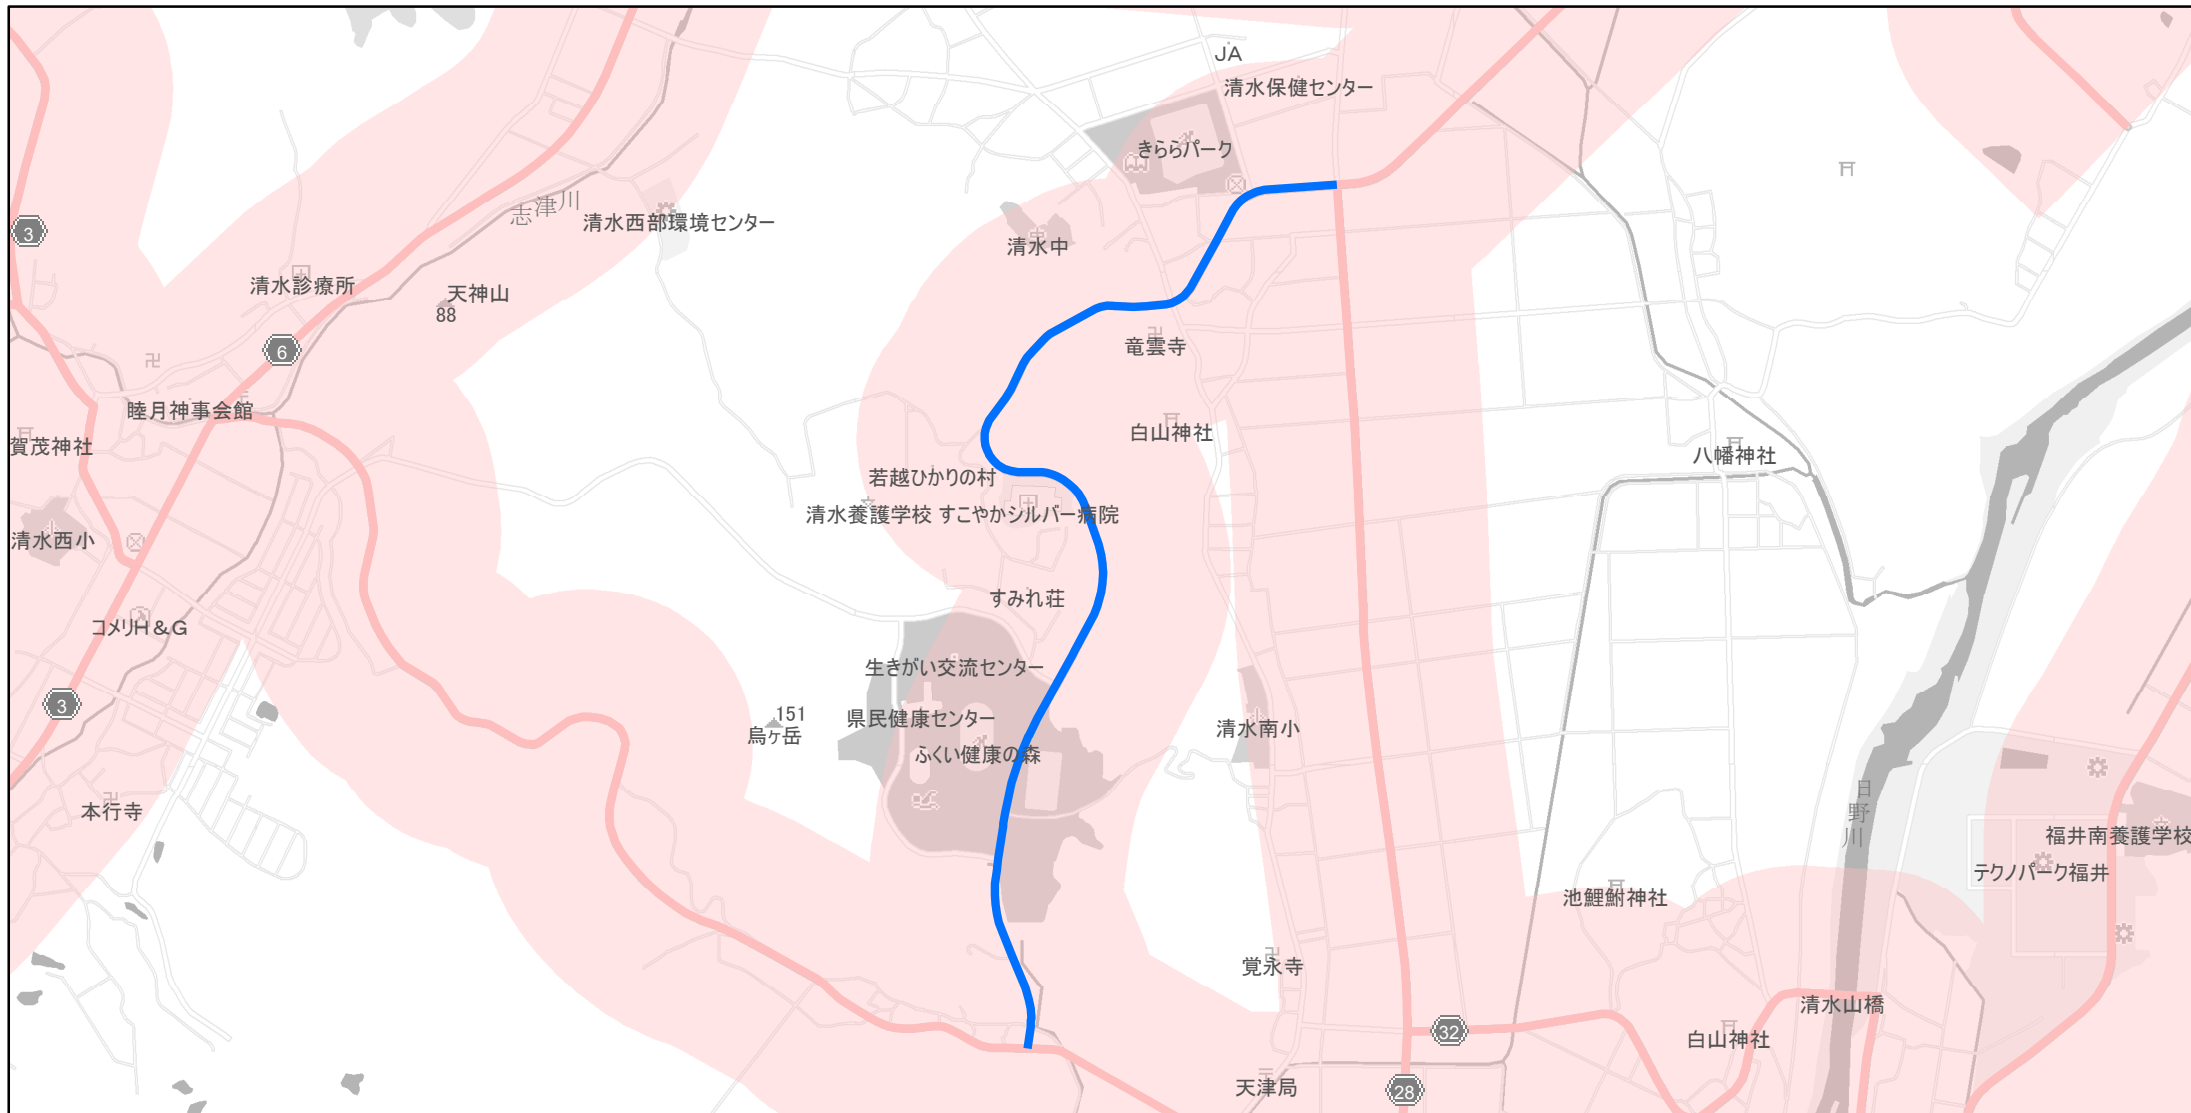 JA
清水保健センター
きららパーク
3
志津川
清水西部環境センター
清水中
清水診療所
天神山
88
6
竜雲寺
睦月神事会館
賀茂神社
白山神社
八幡神社
若越ひかりの村
清水養護学校
すこやかシルバー病院
清水西小
すみれ荘
コメリH&G
生きがい交流センター
3
151
烏ヶ岳
県民健康センター
清水南小
ふくい健康の森
本行寺
日野川
福井南養護学校
テクノパーク福井
池鯉鮒神社
覚永寺
清水山橋
32
白山神社
天津局
28